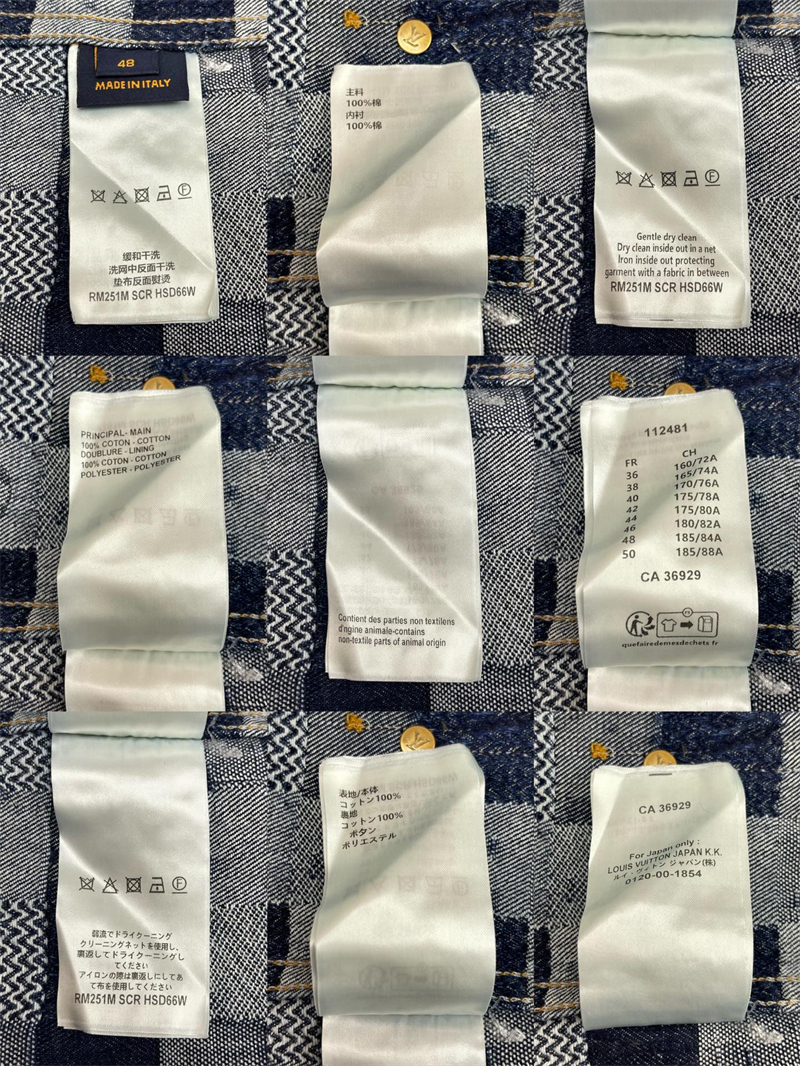 48
MADE IN ITALY
缓和干洗
洗网中反面干洗
垫布反面熨烫
RM251M SCR HSD66W
主料
100%棉
内衬
100%棉
Gentle dry clean
Dry clean inside out in a net
Iron inside out protecting
garment with a fabric in between
RM251M SCR HSD66W
PRINCIPAL- MAIN
100% COTON - COTTON
DOUBLURE - LINING
100% COTON - COTTON
POLYESTER - POLYESTER
Contient des parties non textilens
d'ngine animale-contains
non-textile parts of animal origin
112481
FR CH
36 160/72A
38 165/74A
40 170/76A
42 175/78A
44 175/80A
46 180/82A
48 185/84A
50 185/88A
CA 36929
FR
quefairedemesdechets fr
弱流でドライクーニング
クリーニングネットを使用し、
裏返してドライクーニングし
てください
アイロンの際は裏返しにしてあ
て布を使用してください
RM251M SCR HSD66W
表地/本体
コットン100%
裏地
コットン100%
ボタン
ポリエステル
CA 36929
For Japan only :
LOUIS VUITTON JAPAN K.K.
ルイ・ヴィトン ジャパン(株)
0120-00-1854